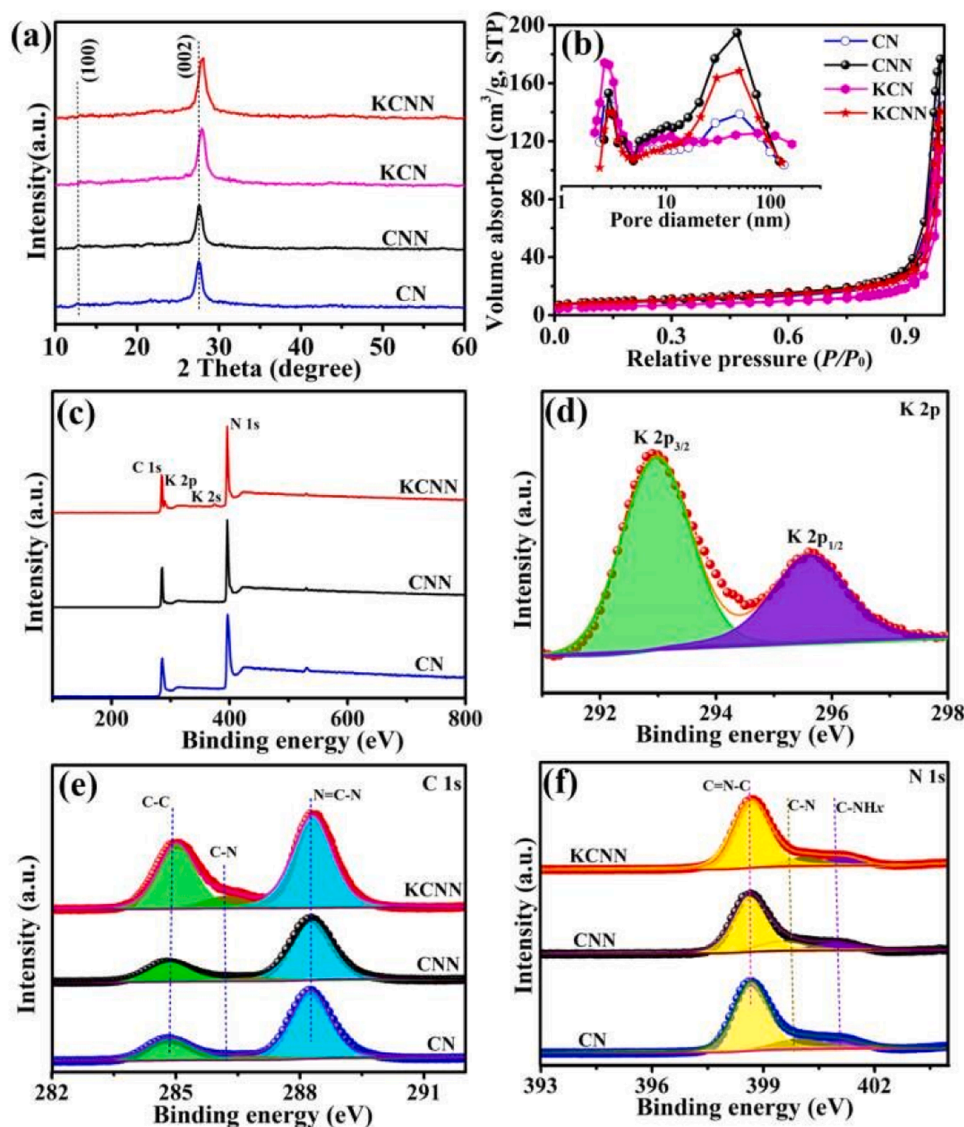 (a)
(100)
(002)
KCNN
KCN
CNN
CN
Intensity(a.u.)
10 20 30 40 50 60
2 Theta (degree)
(b)
CN
CNN
KCN
KCNN
200
160
120
80
40
0
Volume absorbed (cm³/g, STP)
1 10 100
Pore diameter (nm)
0.0 0.3 0.6 0.9
Relative pressure (P/P₀)
(c)
N 1s
C 1s
K 2p
K 2s
KCNN
CNN
CN
Intensity (a.u.)
200 400 600 800
Binding energy (eV)
(d)
K 2p
K 2p₃/₂
K 2p₁/₂
Intensity (a.u.)
292 294 296 298
Binding energy (eV)
(e)
C 1s
C-C
C-N
N=C-N
KCNN
CNN
CN
Intensity (a.u.)
282 285 288 291
Binding energy (eV)
(f)
N 1s
C=N-C
C-N
C-NHx
KCNN
CNN
CN
Intensity (a.u.)
393 396 399 402
Binding energy (eV)